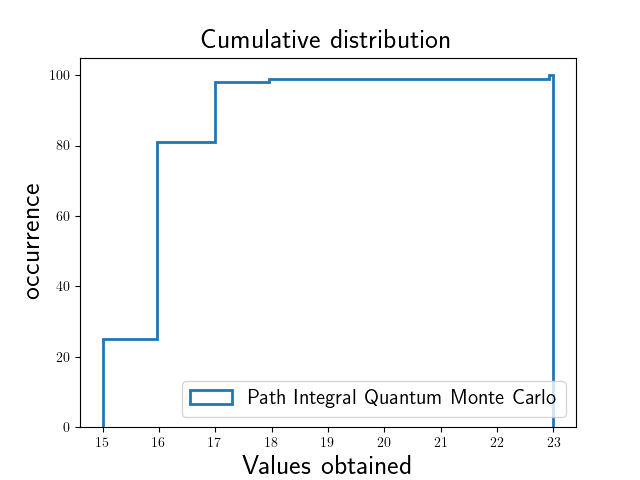 Cumulative distribution
occurrence
100
80
60
40
20
0
Path Integral Quantum Monte Carlo
15 16 17 18 19 20 21 22 23
Values obtained